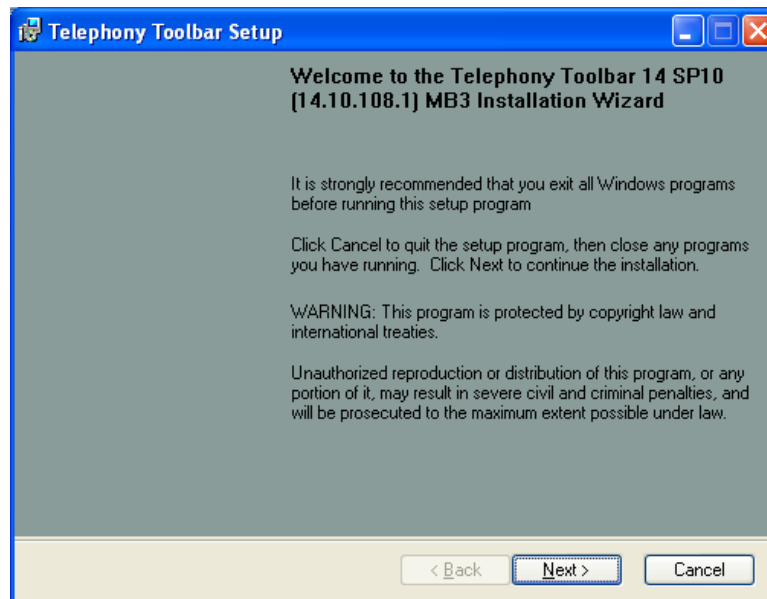 Telephony Toolbar Setup
Welcome to the Telephony Toolbar 14 SP10
(14.10.108.1) MB3 Installation Wizard
It is strongly recommended that you exit all Windows programs
before running this setup program
Click Cancel to quit the setup program, then close any programs
you have running.  Click Next to continue the installation.
WARNING: This program is protected by copyright law and
international treaties.
Unauthorized reproduction or distribution of this program, or any
portion of it, may result in severe civil and criminal penalties, and
will be prosecuted to the maximum extent possible under law.
< Back Next > Cancel